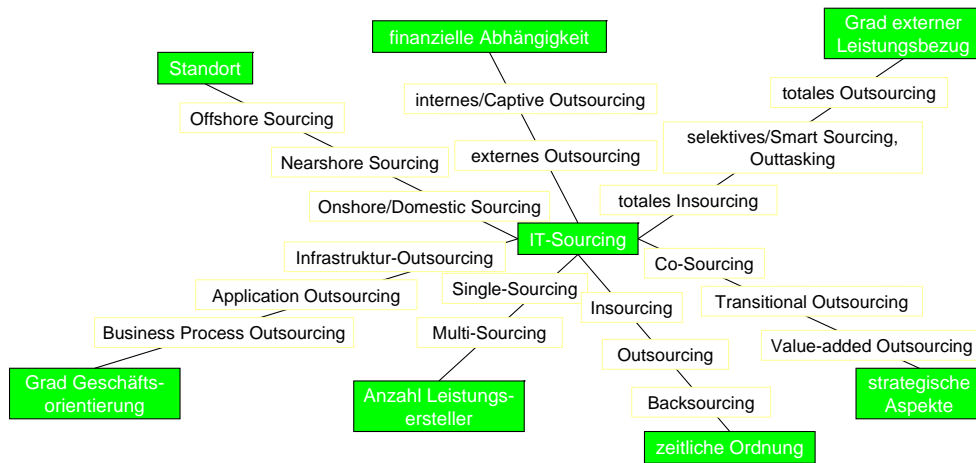 finanzielle Abhängigkeit
Grad externer
Leistungsbezug
Standort
totales Outsourcing
internes/Captive Outsourcing
Offshore Sourcing
selektives/Smart Sourcing,
Outtasking
Nearshore Sourcing
externes Outsourcing
totales Insourcing
Onshore/Domestic Sourcing
IT-Sourcing
Infrastruktur-Outsourcing
Co-Sourcing
Single-Sourcing
Application Outsourcing
Insourcing
Transitional Outsourcing
Business Process Outsourcing
Multi-Sourcing
Value-added Outsourcing
Outsourcing
Grad Geschäfts-
orientierung
Anzahl Leistungs-
ersteller
strategische
Aspekte
Backsourcing
zeitliche Ordnung